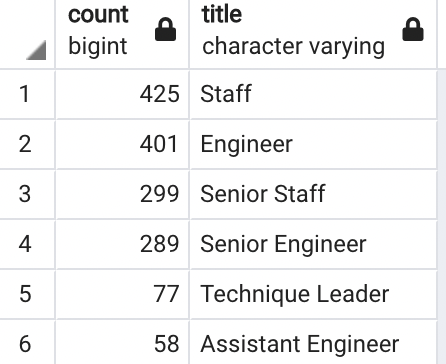 count title
bigint character varying
1 425 Staff
2 401 Engineer
3 299 Senior Staff
4 289 Senior Engineer
5 77 Technique Leader
6 58 Assistant Engineer